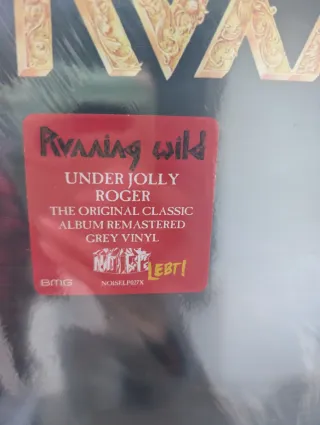 Running wild
UNDER JOLLY
ROGER
THE ORIGINAL CLASSIC
ALBUM REMASTERED
GREY VINYL
LEBT!
BMG